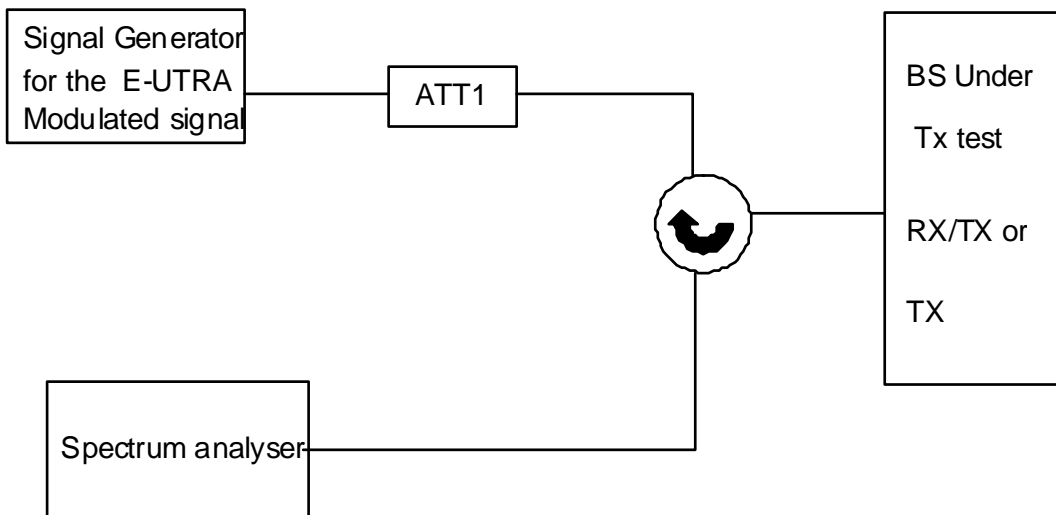 Signal Generator
for the E-UTRA
Modulated signal
ATT1
BS Under
Tx test
RX/TX or
TX
Spectrum analyser